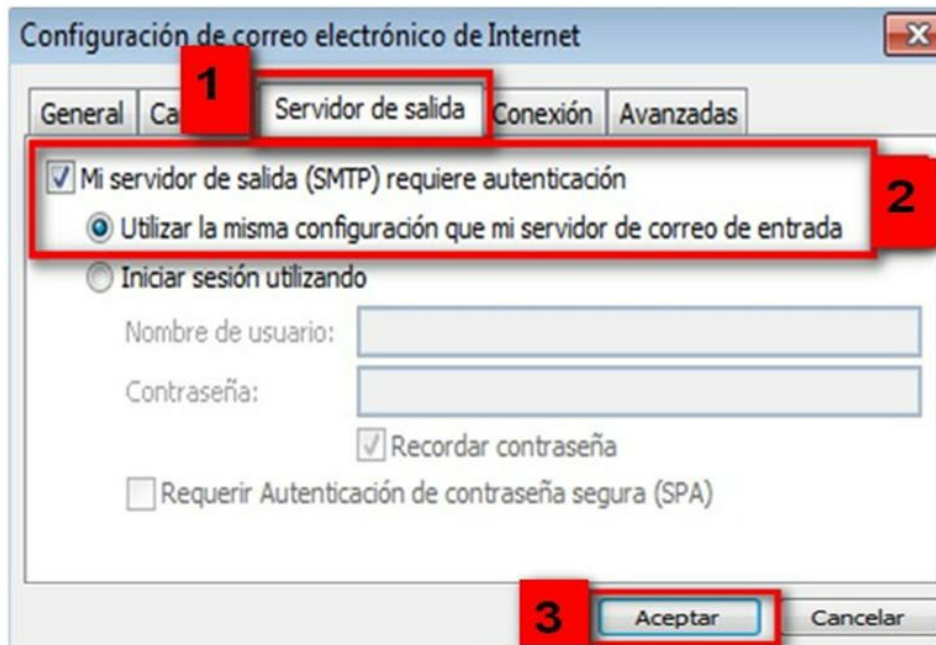 Configuración de correo electrónico de Internet
1
General Ca Servidor de salida Conexión Avanzadas
Mi servidor de salida (SMTP) requiere autenticación
2
Utilizar la misma configuración que mi servidor de correo de entrada
Iniciar sesión utilizando
Nombre de usuario:
Contraseña:
Recordar contraseña
Requerir Autenticación de contraseña segura (SPA)
3 Aceptar Cancelar